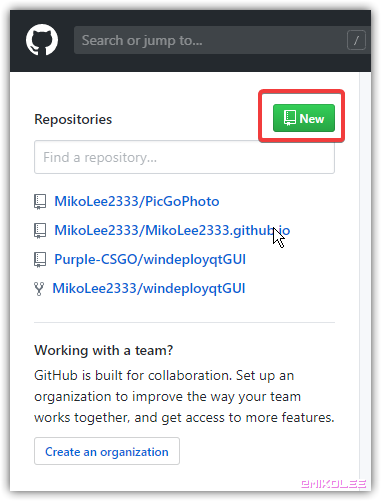 Search or jump to...
/
Repositories
New
Find a repository...
MikoLee2333/PicGoPhoto
MikoLee2333/MikoLee2333.github.io
Purple-CSGO/windeployqtGUI
MikoLee2333/windeployqtGUI
Working with a team?
GitHub is built for collaboration. Set up an
organization to improve the way your team
works together, and get access to more features.
Create an organization
@MIKOLEE